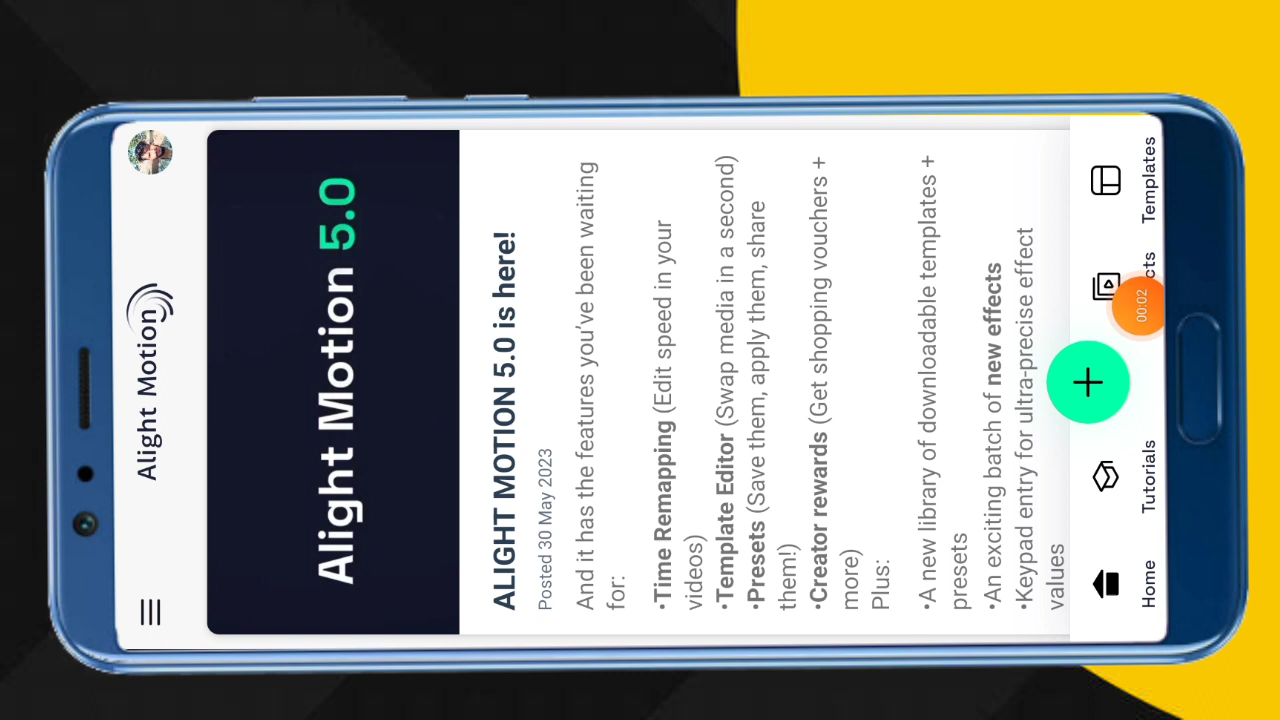 Alight Motion
Alight Motion 5.0
ALIGHT MOTION 5.0 is here!
Posted 30 May 2023
And it has the features you've been waiting
for:
•Time Remapping (Edit speed in your
videos)
•Template Editor (Swap media in a second)
•Presets (Save them, apply them, share
them!)
•Creator rewards (Get shopping vouchers +
more)
Plus:
•A new library of downloadable templates +
presets
•An exciting batch of new effects
•Keypad entry for ultra-precise effect
values
Home
Tutorials
cts
Templates
00:02